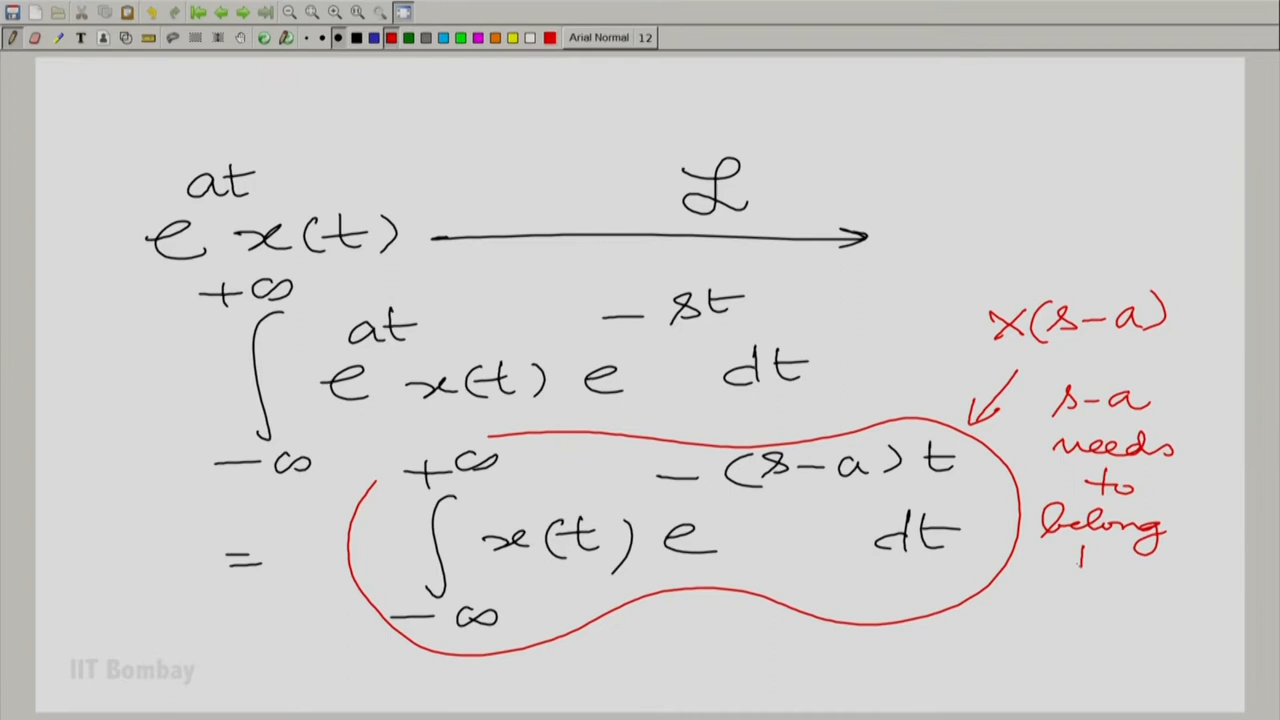 Arial Normal 12
e^{at} x(t) ⟶ ℒ
∫_{-∞}^{+∞} e^{at} x(t) e^{-st} dt
= ∫_{-∞}^{+∞} x(t) e^{-(s-a)t} dt
X(s-a)
s-a
needs
to
belong
IIT Bombay